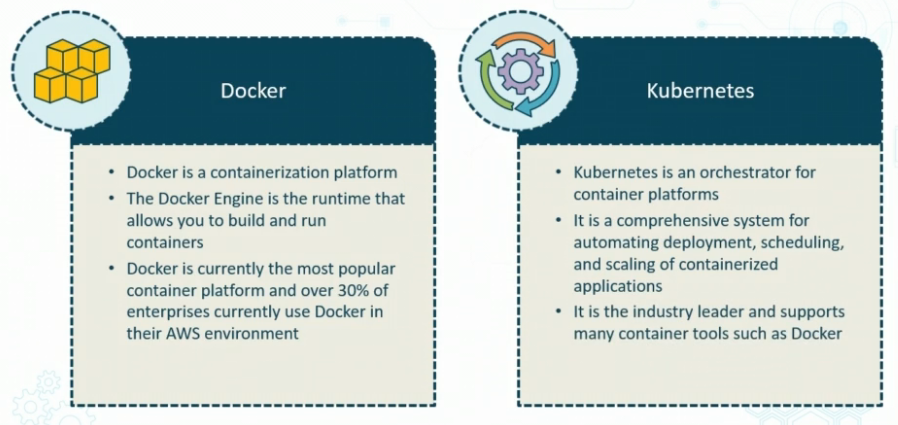 Docker
• Docker is a containerization platform
• The Docker Engine is the runtime that
allows you to build and run
containers
• Docker is currently the most popular
container platform and over 30% of
enterprises currently use Docker in
their AWS environment
Kubernetes
• Kubernetes is an orchestrator for
container platforms
• It is a comprehensive system for
automating deployment, scheduling,
and scaling of containerized
applications
• It is the industry leader and supports
many container tools such as Docker